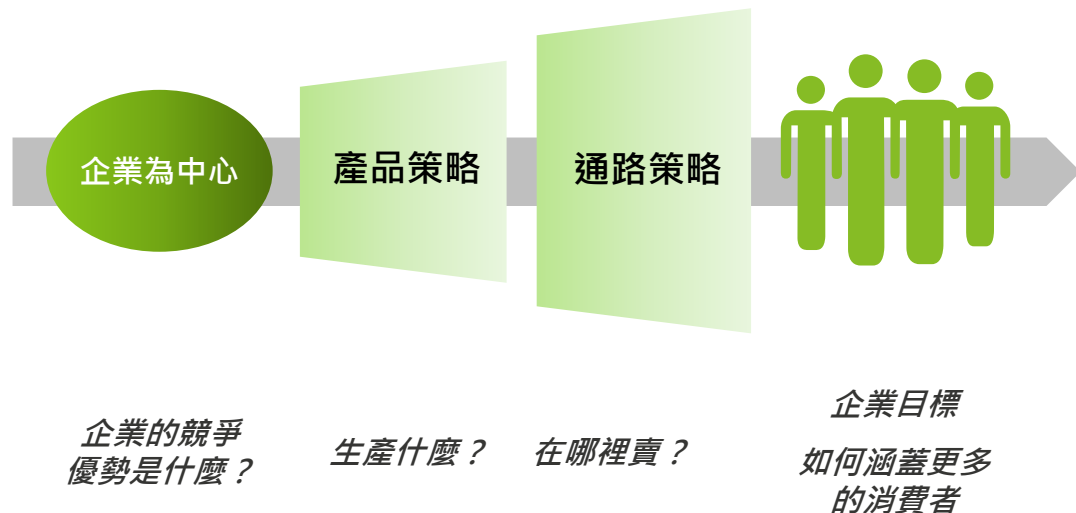 企業為中心
產品策略
通路策略
企業的競爭
優勢是什麼？
生產什麼？
在哪裡賣？
企業目標
如何涵蓋更多
的消費者